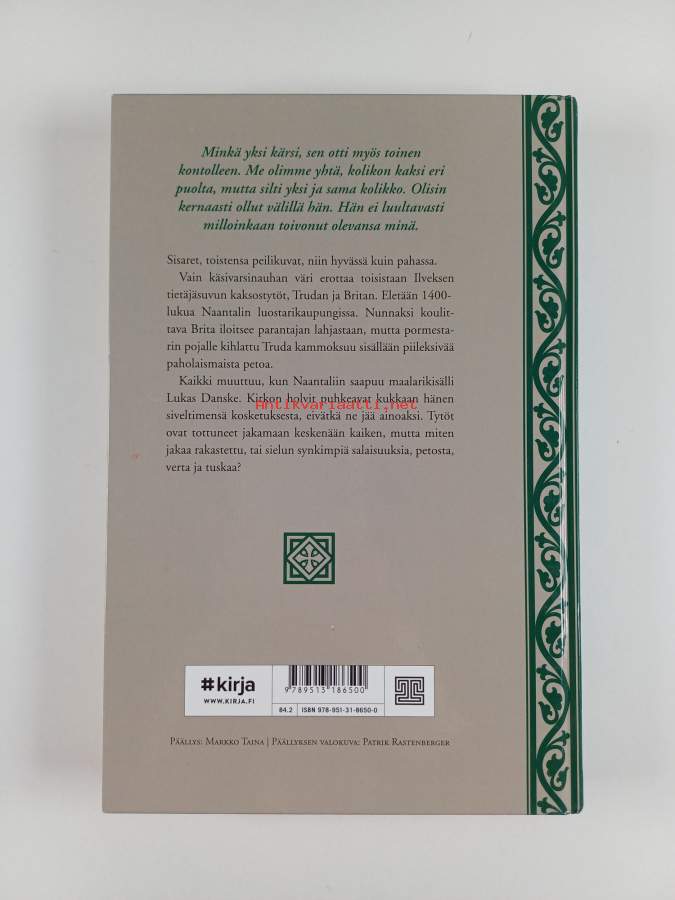 Minkä yksi kärsi, sen otti myös toinen
kontolleen. Me olimme yhtä, kolikon kaksi eri
puolta, mutta silti yksi ja sama kolikko. Olisin
kernaasti ollut välillä hän. Hän ei luultavasti
milloinkaan toivonut olevansa minä.
Sisaret, toistensa peilikuvat, niin hyvässä kuin pahassa.
Vain käsivarsinauhan väri erottaa toisistaan Ilveksen
tietäjäsuvun kaksostytöt, Trudan ja Britan. Eletään 1400-
lukua Naantalin luostarikaupungissa. Nunnaksi koulit-
tava Brita iloitsee parantajan lahjastaan, mutta pormesta-
rin pojalle kihlattu Truda kammoksuu sisällään piileksivää
paholaismaista petoa.
Kaikki muuttuu, kun Naantaliin saapuu maalarikisälli
Lukas Danske. Kirkon holvit puhkeavat kukkaan hänen
Antikvariaatti.net
siveltimensä kosketuksesta, eivätkä ne jää ainoaksi. Tytöt
ovat tottuneet jakamaan keskenään kaiken, mutta miten
jakaa rakastettu, tai sielun synkimpiä salaisuuksia, petosta,
verta ja tuskaa?
#kirja
WWW.KIRJA.FI
9 789513 186500
84.2
ISBN 978-951-31-8650-0
Päällys: Markko Taina | Päällyksen valokuva: Patrik Rastenberger